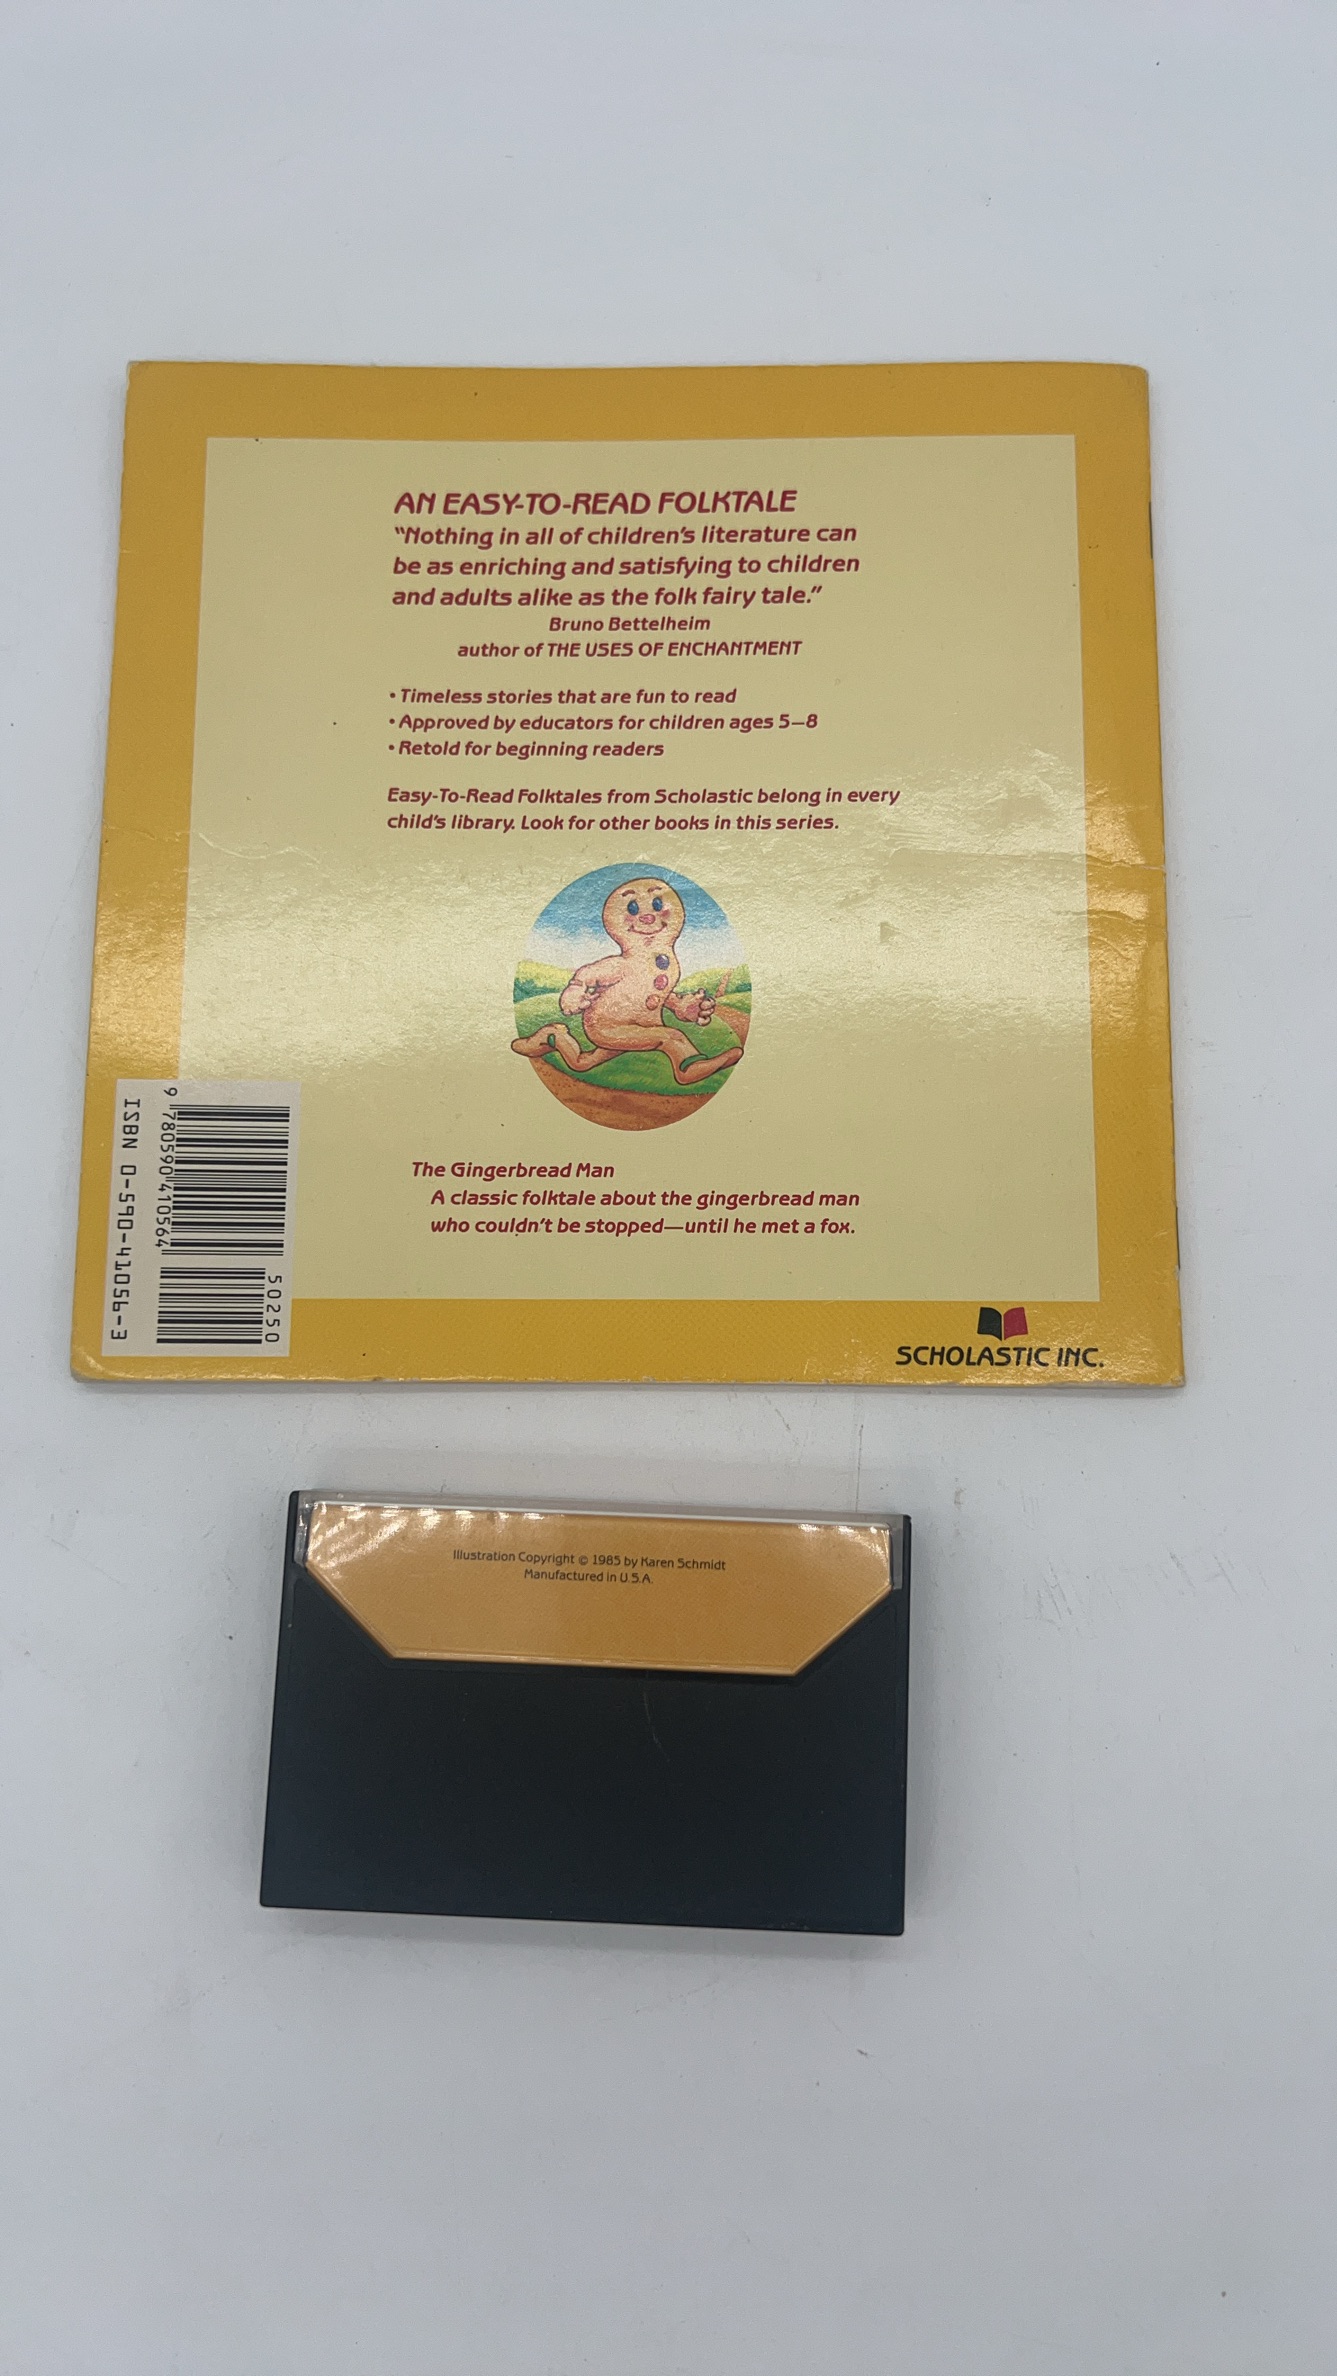 AN EASY-TO-READ FOLKTALE
“Nothing in all of children’s literature can
be as enriching and satisfying to children
and adults alike as the folk fairy tale.”
Bruno Bettelheim
author of THE USES OF ENCHANTMENT
• Timeless stories that are fun to read
• Approved by educators for children ages 5–8
• Retold for beginning readers
Easy-To-Read Folktales from Scholastic belong in every
child’s library. Look for other books in this series.
The Gingerbread Man
A classic folktale about the gingerbread man
who couldn’t be stopped—until he met a fox.
9 780590 410564
50250
ISBN 0-590-41056-3
SCHOLASTIC INC.
Illustration Copyright © 1985 by Karen Schmidt
Manufactured in U.S.A.